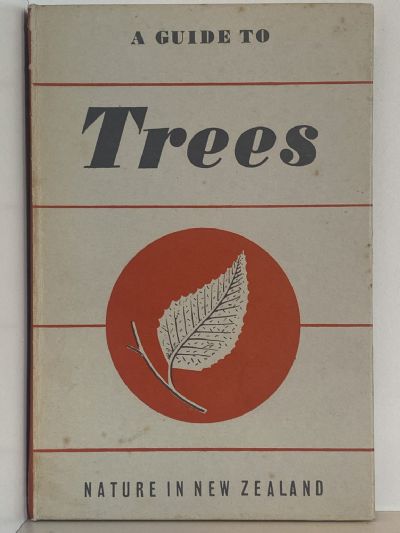 A GUIDE TO
Trees
NATURE IN NEW ZEALAND